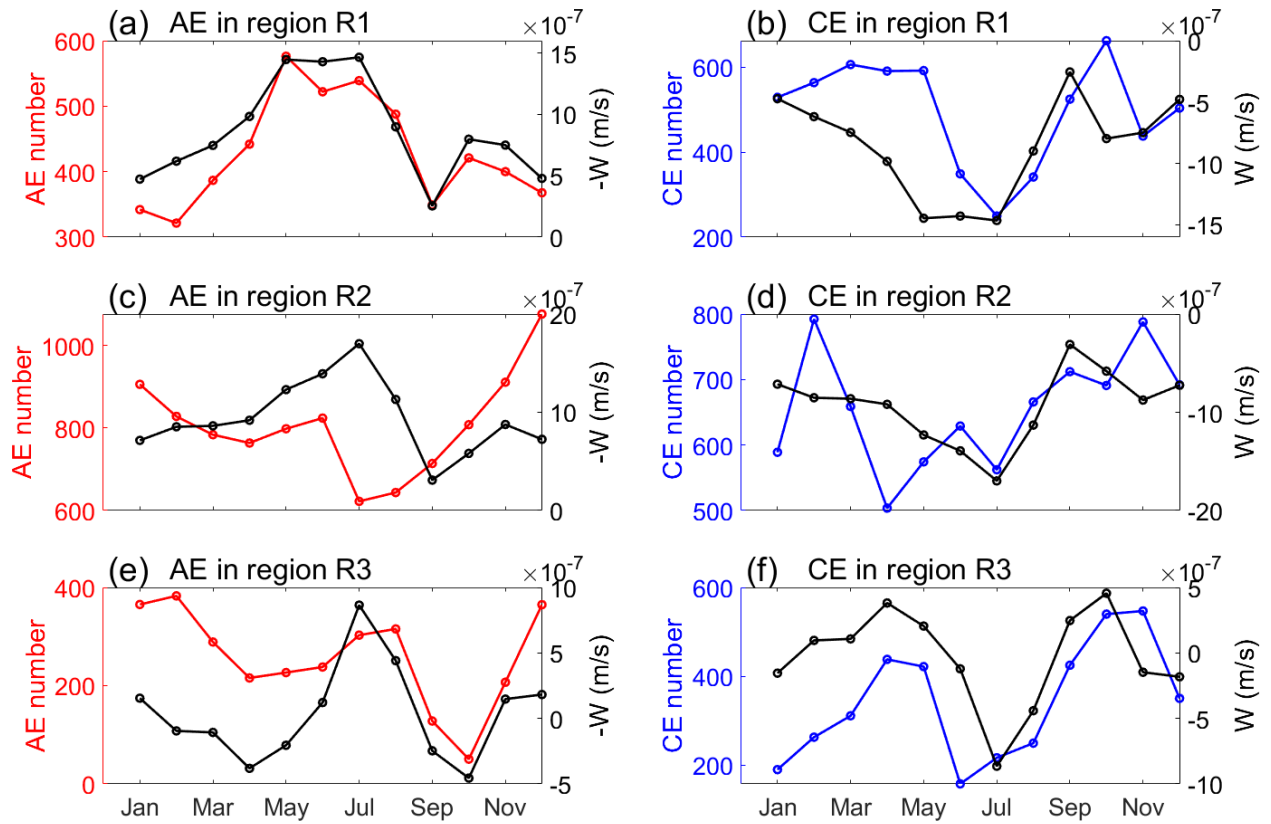 (a) AE in region R1 ×10⁻⁷
600
500
400
300
AE number
15
10
5
0
-W (m/s)
(b) CE in region R1 ×10⁻⁷
600
400
200
CE number
0
-5
-10
-15
W (m/s)
(c) AE in region R2 ×10⁻⁷
1000
800
600
AE number
20
10
0
-W (m/s)
(d) CE in region R2 ×10⁻⁷
800
700
600
500
CE number
0
-10
-20
W (m/s)
(e) AE in region R3 ×10⁻⁷
400
200
0
AE number
10
5
0
-5
-W (m/s)
Jan Mar May Jul Sep Nov
(f) CE in region R3 ×10⁻⁷
600
400
200
CE number
5
0
-5
-10
W (m/s)
Jan Mar May Jul Sep Nov